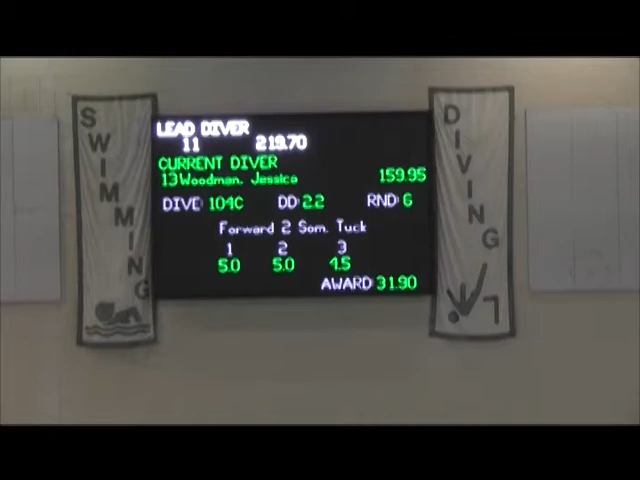 SWIMMING
LEAD DIVER
11 219.70
CURRENT DIVER
13 Woodman, Jessica 159.95
DIVE 104C DD 2.2 RND 6
Forward 2 Som. Tuck
1 2 3
5.0 5.0 4.5
AWARD 31.90
DIVING